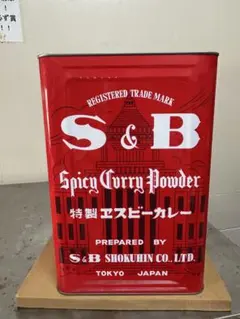 REGISTERED TRADE MARK
S & B
Spicy Curry Powder
特製ヱスビーカレー
PREPARED BY
S&B SHOKUHIN CO., LTD.
TOKYO JAPAN